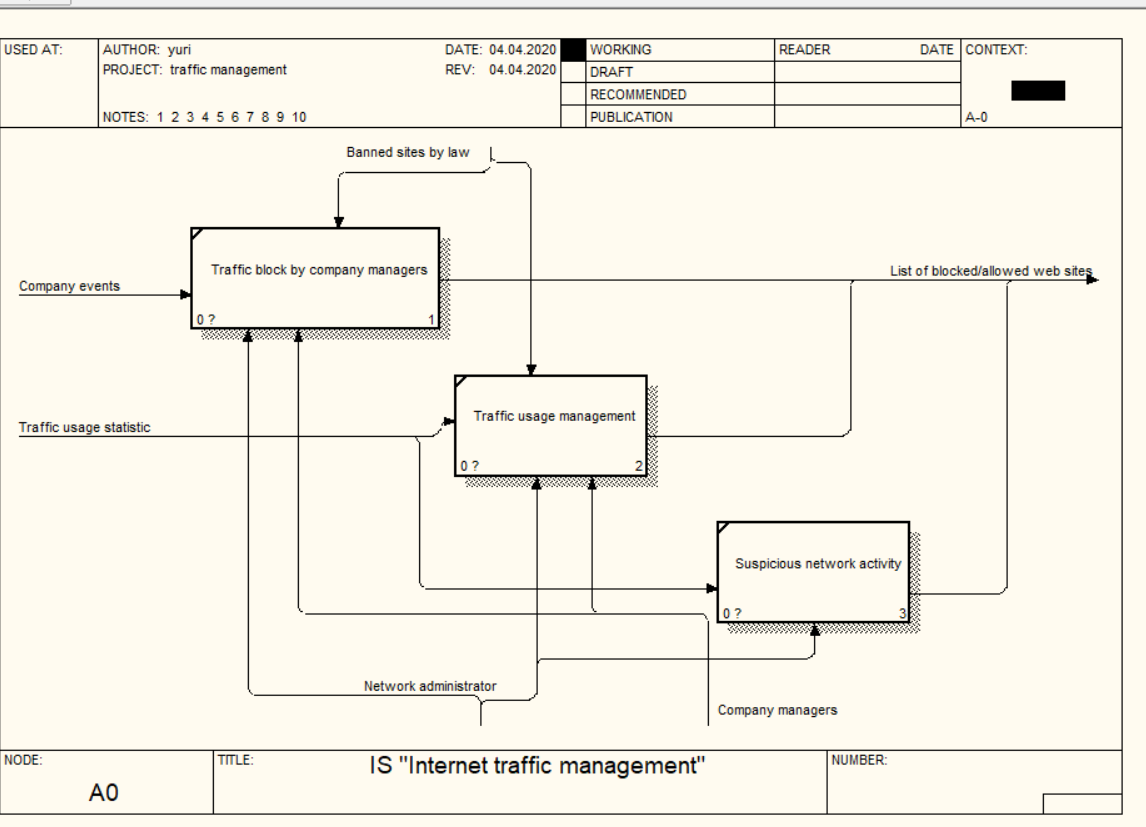 USED AT:
AUTHOR: yuri
DATE: 04.04.2020
PROJECT: traffic management
REV: 04.04.2020
NOTES: 1 2 3 4 5 6 7 8 9 10
WORKING
DRAFT
RECOMMENDED
PUBLICATION
READER
DATE
CONTEXT:
A-0
Banned sites by law
Traffic block by company managers
0 ?
1
Company events
List of blocked/allowed web sites
Traffic usage statistic
Traffic usage management
0 ?
2
Suspicious network activity
0 ?
3
Network administrator
Company managers
NODE:
A0
TITLE:
IS "Internet traffic management"
NUMBER: